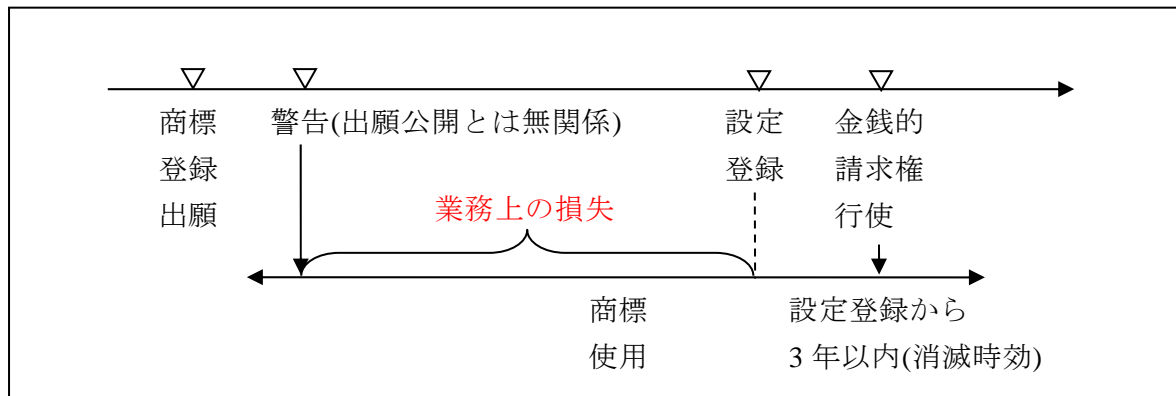 商標
登録
出願
警告(出願公開とは無関係)
設定
登録
金銭的
請求権
行使
業務上の損失
商標
使用
設定登録から
3 年以内(消滅時効)